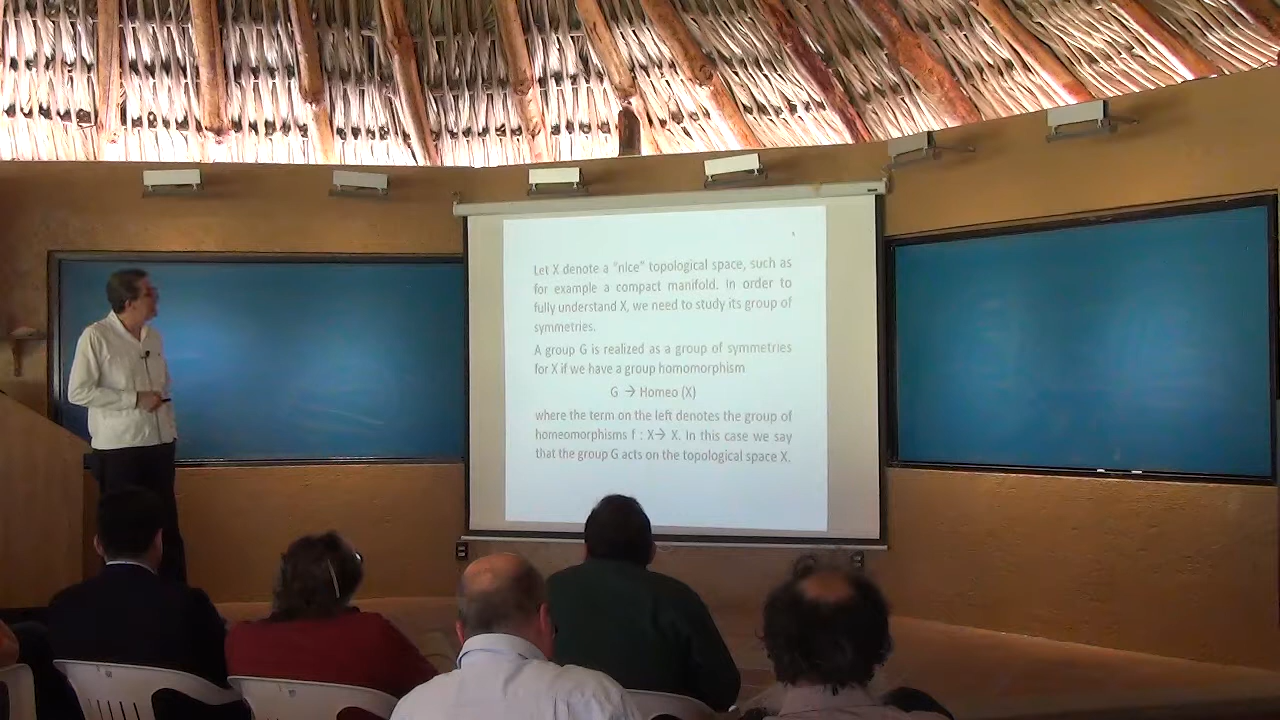 Let X denote a "nice" topological space, such as
for example a compact manifold. In order to
fully understand X, we need to study its group of
symmetries.
A group G is realized as a group of symmetries
for X if we have a group homomorphism
G → Homeo (X)
where the term on the left denotes the group of
homeomorphisms f : X→ X. In this case we say
that the group G acts on the topological space X.